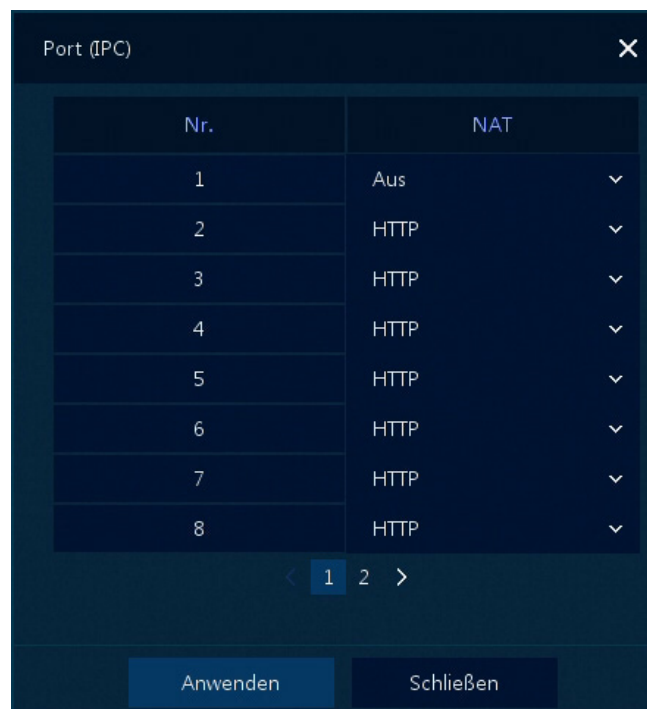 Port (IPC)
Nr. NAT
1 Aus
2 HTTP
3 HTTP
4 HTTP
5 HTTP
6 HTTP
7 HTTP
8 HTTP
1 2
Anwenden Schließen